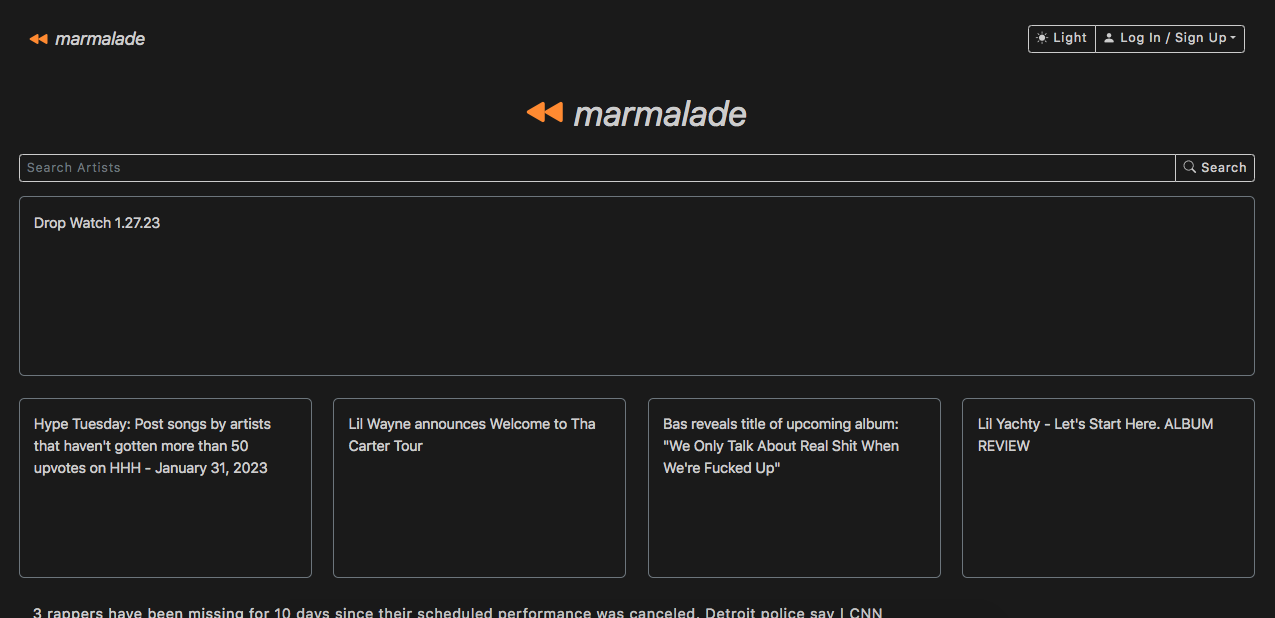 marmalade
Light
Log In / Sign Up
marmalade
Search Artists
Search
Drop Watch 1.27.23
Hype Tuesday: Post songs by artists
that haven't gotten more than 50
upvotes on HHH - January 31, 2023
Lil Wayne announces Welcome to Tha
Carter Tour
Bas reveals title of upcoming album:
"We Only Talk About Real Shit When
We're Fucked Up"
Lil Yachty - Let's Start Here. ALBUM
REVIEW
3 rappers have been missing for 10 days since their scheduled performance was canceled, Detroit police say | CNN